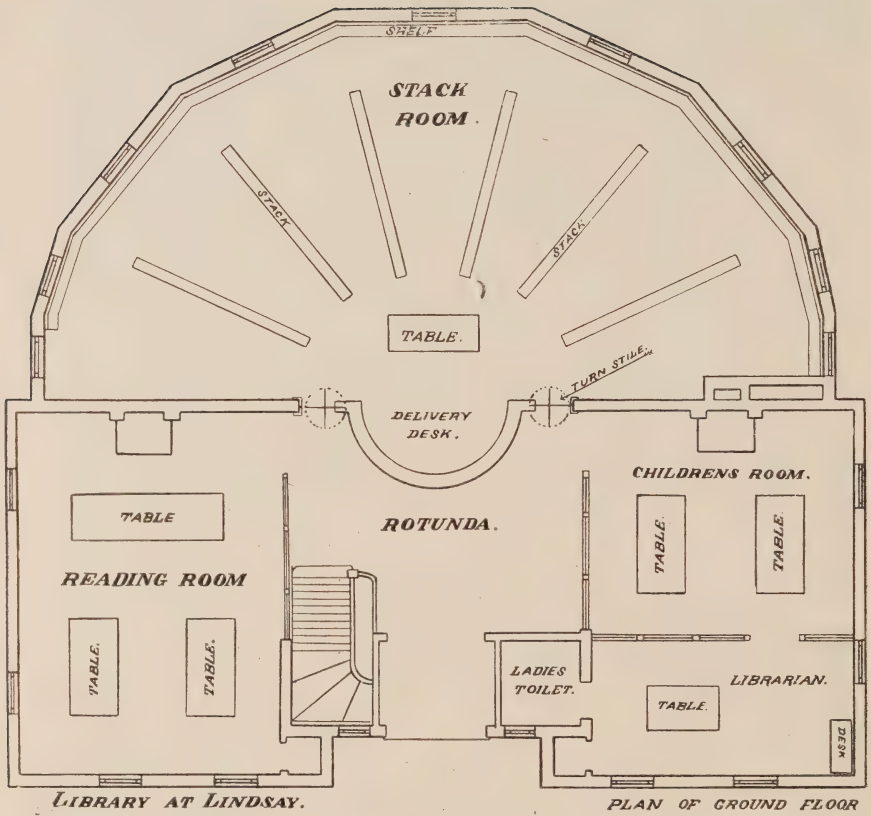 SHELF
STACK
ROOM.
STACK
STACK
TABLE.
TURN STILE.
DELIVERY
DESK.
CHILDRENS ROOM.
TABLE
ROTUNDA.
TABLE.
TABLE.
READING ROOM
TABLE.
TABLE.
LADIES
TOILET.
LIBRARIAN.
TABLE.
DESK
LIBRARY AT LINDSAY.
PLAN OF GROUND FLOOR